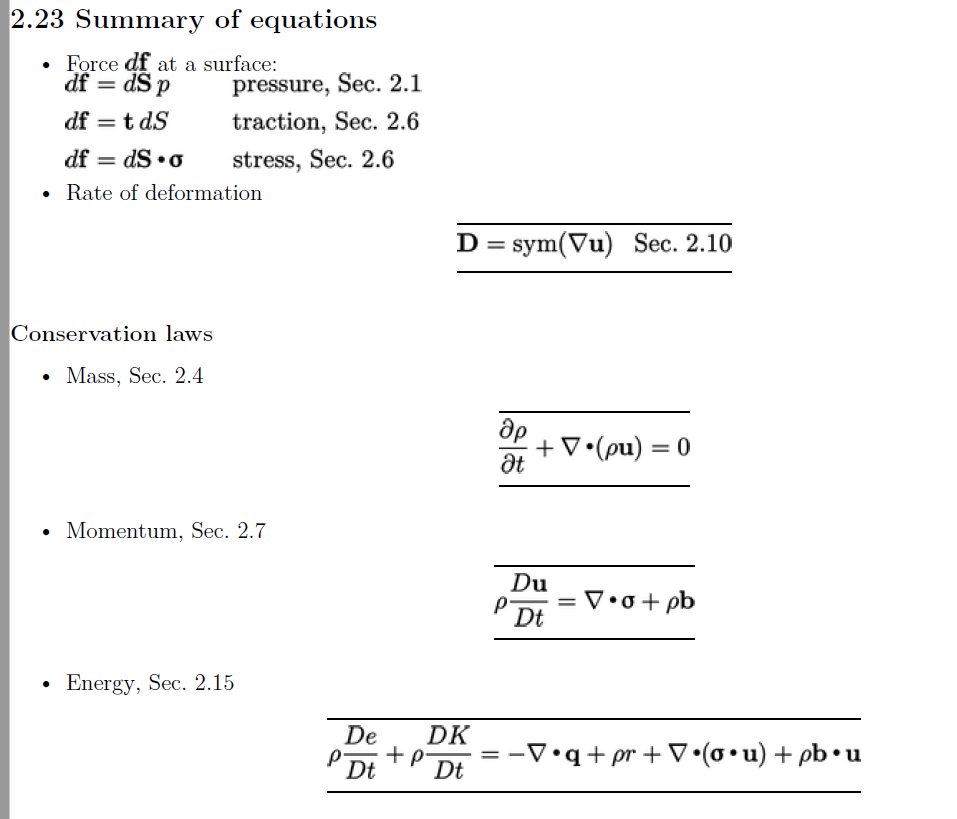 2.23 Summary of equations
• Force df at a surface:
df = dS p pressure, Sec. 2.1
df = t dS traction, Sec. 2.6
df = dS • σ stress, Sec. 2.6
• Rate of deformation
D = sym(∇u) Sec. 2.10
Conservation laws
• Mass, Sec. 2.4
∂ρ/∂t + ∇ • (ρu) = 0
• Momentum, Sec. 2.7
ρ Du/Dt = ∇ • σ + ρb
• Energy, Sec. 2.15
ρ De/Dt + ρ DK/Dt = −∇ • q + ρr + ∇ • (σ • u) + ρb • u